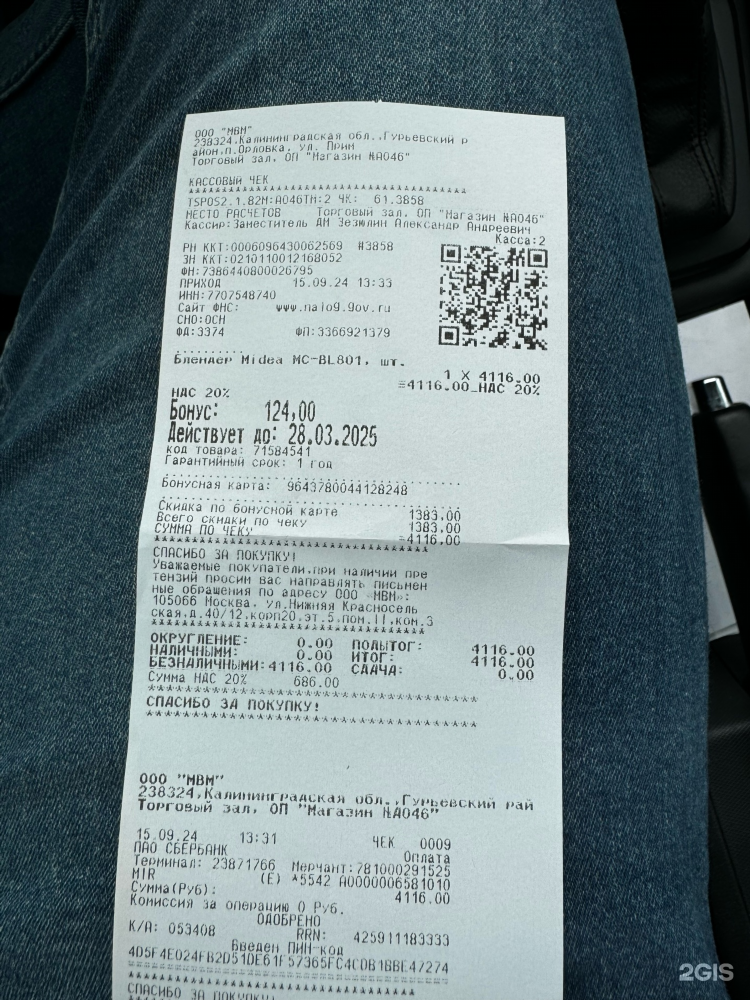 ООО "МВМ"
238324,Калининградская обл.,Гурьевский р
айон,п.Орловка, ул. Прим
Торговый зал, ОП "Магазин №А046"
КАССОВЫЙ ЧЕК
****************************************
TSPOS2.1.82М:А046ТМ:2 ЧК: 61.3858
МЕСТО РАСЧЕТОВ Торговый зал, ОП "Магазин №А046"
Кассир:Заместитель ДМ Зезюлин Александр Андреевич
Касса:2
РН ККТ:0006096430062569 #3858
ЗН ККТ:0210110012168052
ФН:7386440800026795
ПРИХОД 15.09.24 13:33
ИНН:7707548740
Сайт ФНС: www.nalog.gov.ru
СНО:ОСН
ФД:3374 ФП:3366921379
Блендер Midea MC-BL801, шт.
1 X 4116.00
=4116.00_НДС 20%
НДС 20%
Бонус: 124,00
Действует до: 28.03.2025
код товара: 71584541
Гарантийный срок: 1 год
Бонусная карта: 9643780044128248
Скидка по бонусной карте 1383.00
Всего скидки по чеку 1383.00
СУММА ПО ЧЕКУ =4116.00
****************************************
СПАСИБО ЗА ПОКУПКУ!
Уважаемые покупатели,при наличии пре
тензий просим вас направлять письмен
ные обращения по адресу ООО «МВМ»:
105066 Москва, Ул.Нижняя Красносель
ская,д.40/12,корп20,эт.5,пом.II,ком.3
****************************************
ОКРУГЛЕНИЕ: 0.00 ПОДЫТОГ: 4116.00
НАЛИЧНЫМИ: 0.00 ИТОГ: 4116.00
БЕЗНАЛИЧНЫМИ:4116.00 СДАЧА: 0.00
Сумма НДС 20% 686.00
****************************************
СПАСИБО ЗА ПОКУПКУ!
****************************************
ООО "МВМ"
238324,Калининградская обл.,Гурьевский рай
Торговый зал, ОП "Магазин №А046"
15.09.24 13:31 ЧЕК 0009
ПАО СБЕРБАНК Оплата
Терминал: 23871766 Мерчант:781000291525
MIR (E) *5542 A0000006581010
Сумма(Руб): 4116.00
Комиссия за операцию 0 Руб.
ОДОБРЕНО
К/А: 053408 RRN: 425911183333
Введен ПИН-код
4D5F4E024FB2D51DE61F57365FC4C0B1BBE47274
========================================
****************************************
СПАСИБО ЗА ПОКУПКУ!
2GIS